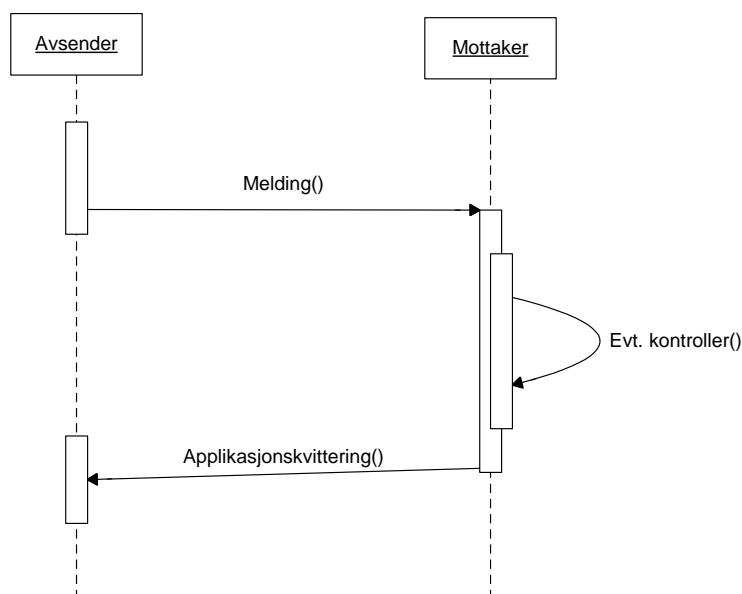 Avsender
Mottaker
Melding()
Evt. kontroller()
Applikasjonskvittering()